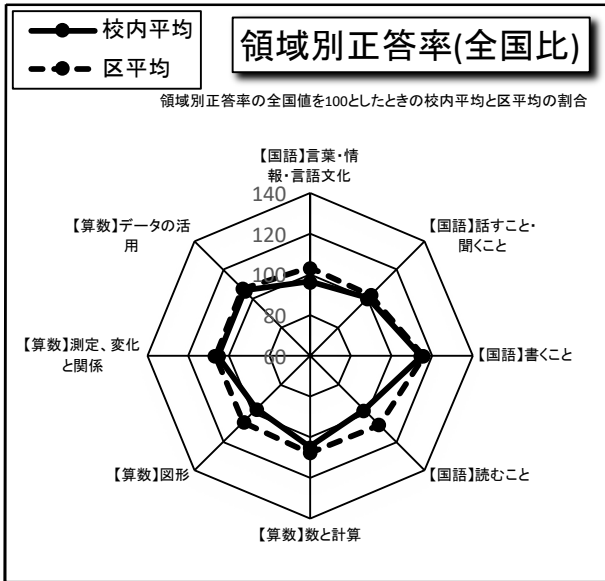 校内平均
区平均
領域別正答率(全国比)
領域別正答率の全国値を100としたときの校内平均と区平均の割合
【国語】言葉・情
報・言語文化
【国語】話すこと・
聞くこと
【国語】書くこと
【国語】読むこと
【算数】数と計算
【算数】図形
【算数】測定、変化
と関係
【算数】データの活
用
140
120
100
80
60